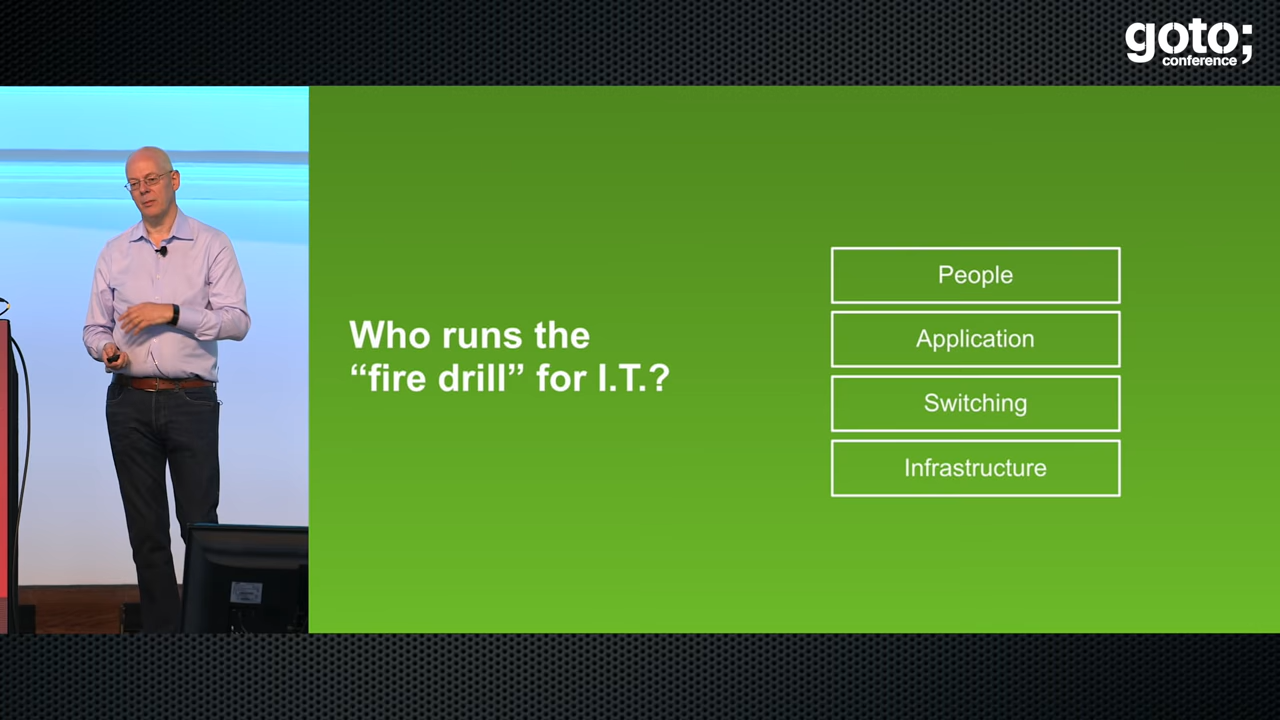 goto;
conference
Who runs the
“fire drill” for I.T.?
People
Application
Switching
Infrastructure